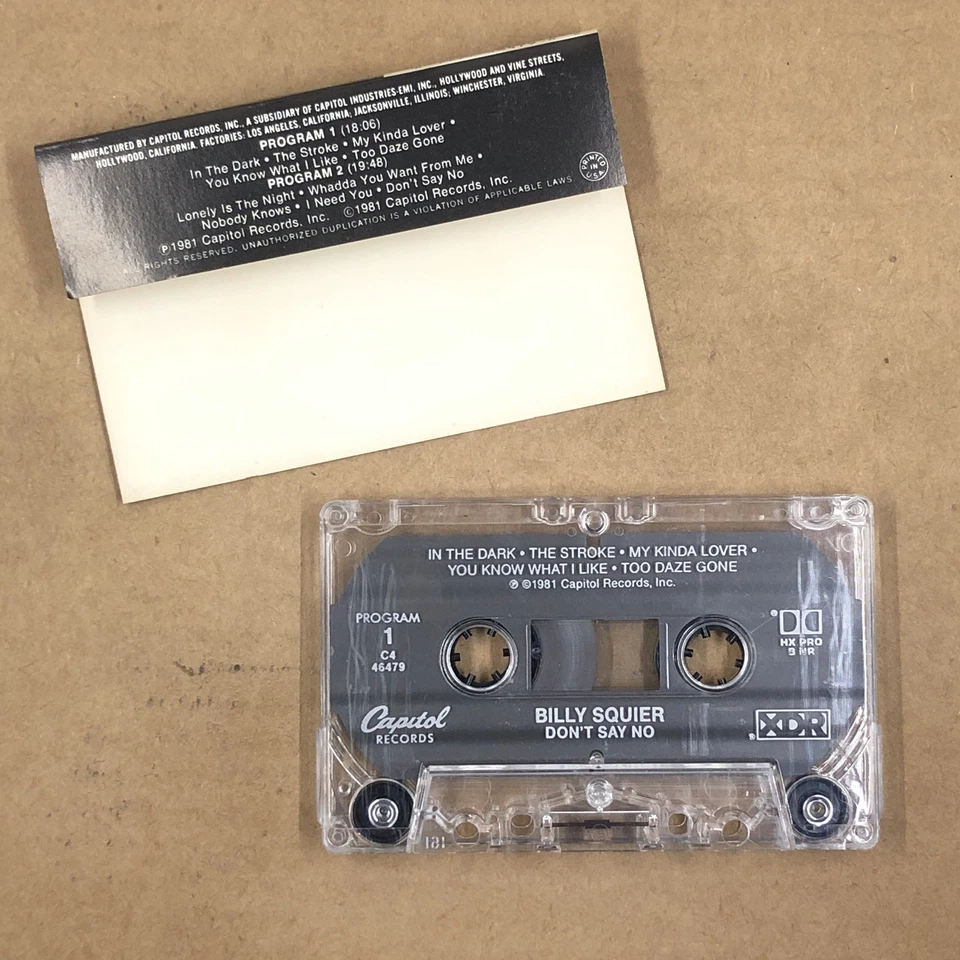 MANUFACTURED BY CAPITOL RECORDS, INC., A SUBSIDIARY OF CAPITOL INDUSTRIES-EMI, INC., HOLLYWOOD AND VINE STREETS,
HOLLYWOOD, CALIFORNIA. FACTORIES: LOS ANGELES, CALIFORNIA, JACKSONVILLE, ILLINOIS; WINCHESTER, VIRGINIA.
PROGRAM 1 (18:06)
In The Dark • The Stroke • My Kinda Lover •
You Know What I Like • Too Daze Gone
PROGRAM 2 (19:48)
Lonely Is The Night • Whadda You Want From Me •
Nobody Knows • I Need You • Don't Say No
℗1981 Capitol Records, Inc. ©1981 Capitol Records, Inc.
ALL RIGHTS RESERVED. UNAUTHORIZED DUPLICATION IS A VIOLATION OF APPLICABLE LAWS
PRINTED
IN
U.S.A.
IN THE DARK • THE STROKE • MY KINDA LOVER •
YOU KNOW WHAT I LIKE • TOO DAZE GONE
℗ ©1981 Capitol Records, Inc.
PROGRAM
1
C4
46479
®
HX PRO
B NR
Capitol
RECORDS
BILLY SQUIER
DON'T SAY NO
® XDR